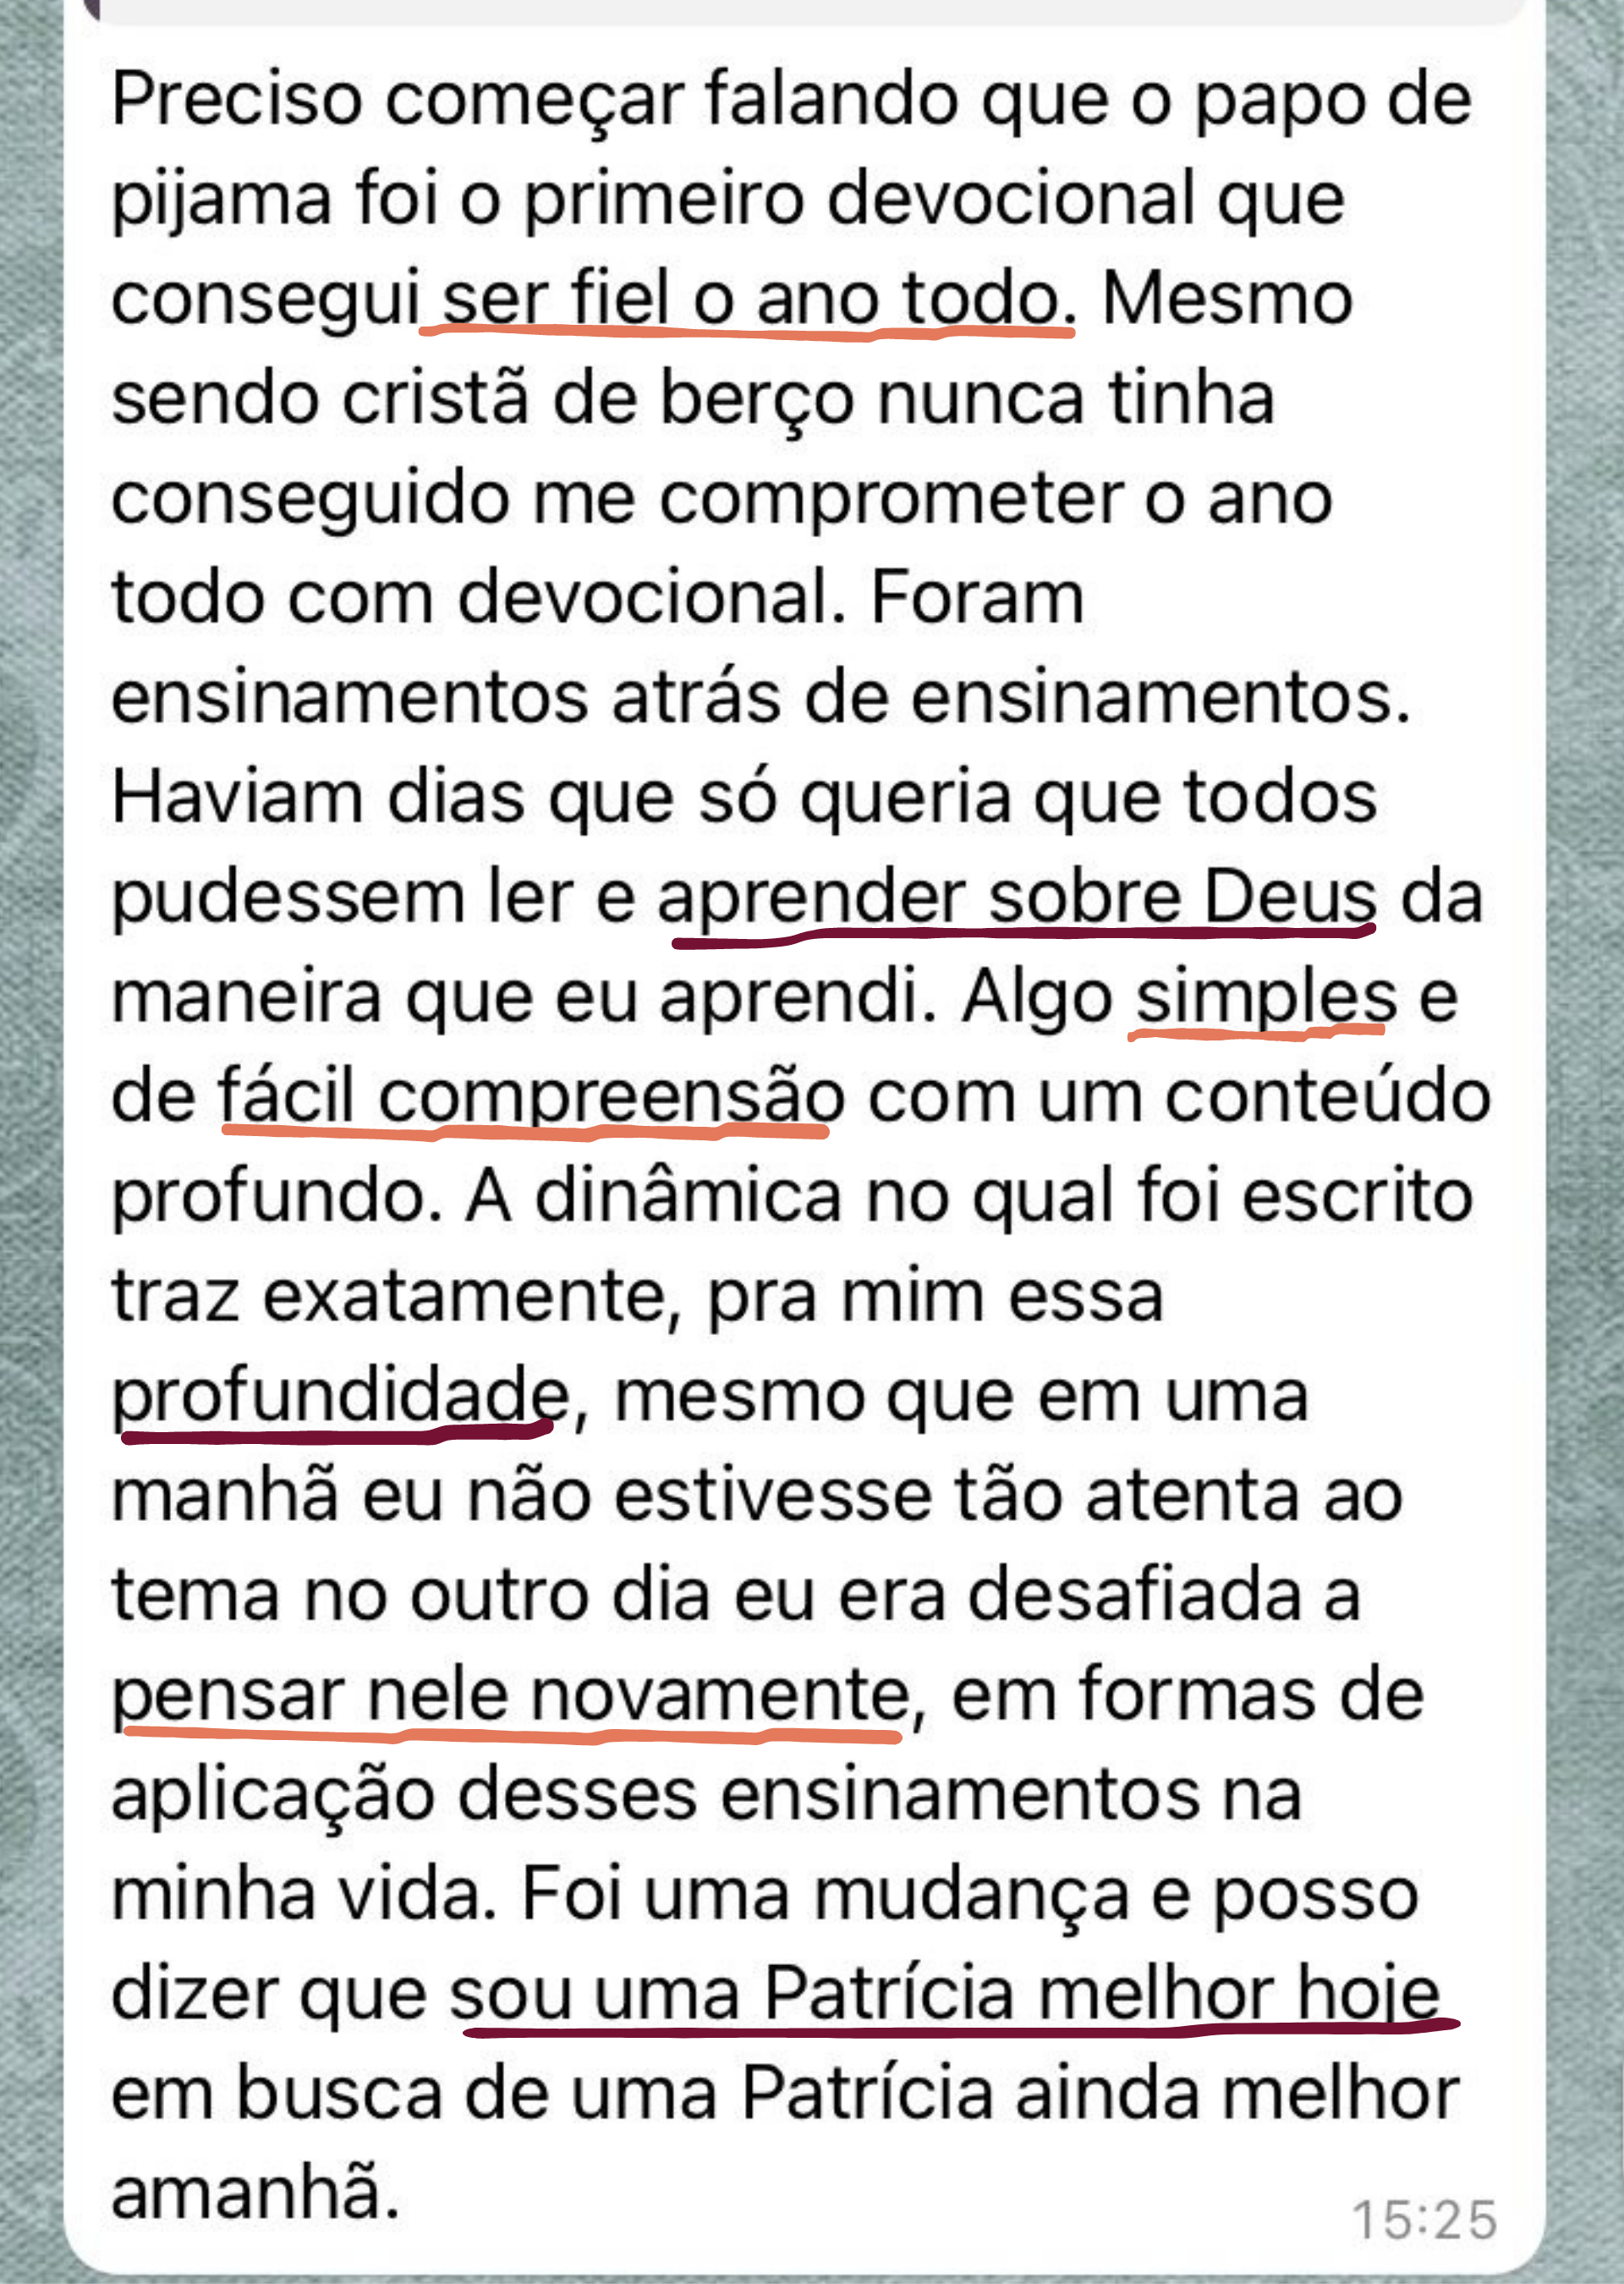 Preciso começar falando que o papo de
pijama foi o primeiro devocional que
consegui ser fiel o ano todo. Mesmo
sendo cristã de berço nunca tinha
conseguido me comprometer o ano
todo com devocional. Foram
ensinamentos atrás de ensinamentos.
Haviam dias que só queria que todos
pudessem ler e aprender sobre Deus da
maneira que eu aprendi. Algo simples e
de fácil compreensão com um conteúdo
profundo. A dinâmica no qual foi escrito
traz exatamente, pra mim essa
profundidade, mesmo que em uma
manhã eu não estivesse tão atenta ao
tema no outro dia eu era desafiada a
pensar nele novamente, em formas de
aplicação desses ensinamentos na
minha vida. Foi uma mudança e posso
dizer que sou uma Patrícia melhor hoje
em busca de uma Patrícia ainda melhor
amanhã.
15:25